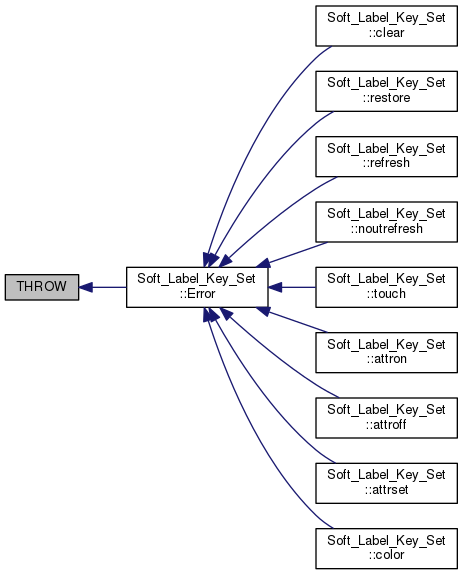 Soft_Label_Key_Set
::clear
Soft_Label_Key_Set
::restore
Soft_Label_Key_Set
::refresh
Soft_Label_Key_Set
::noutrefresh
THROW
Soft_Label_Key_Set
::Error
Soft_Label_Key_Set
::touch
Soft_Label_Key_Set
::attron
Soft_Label_Key_Set
::attroff
Soft_Label_Key_Set
::attrset
Soft_Label_Key_Set
::color